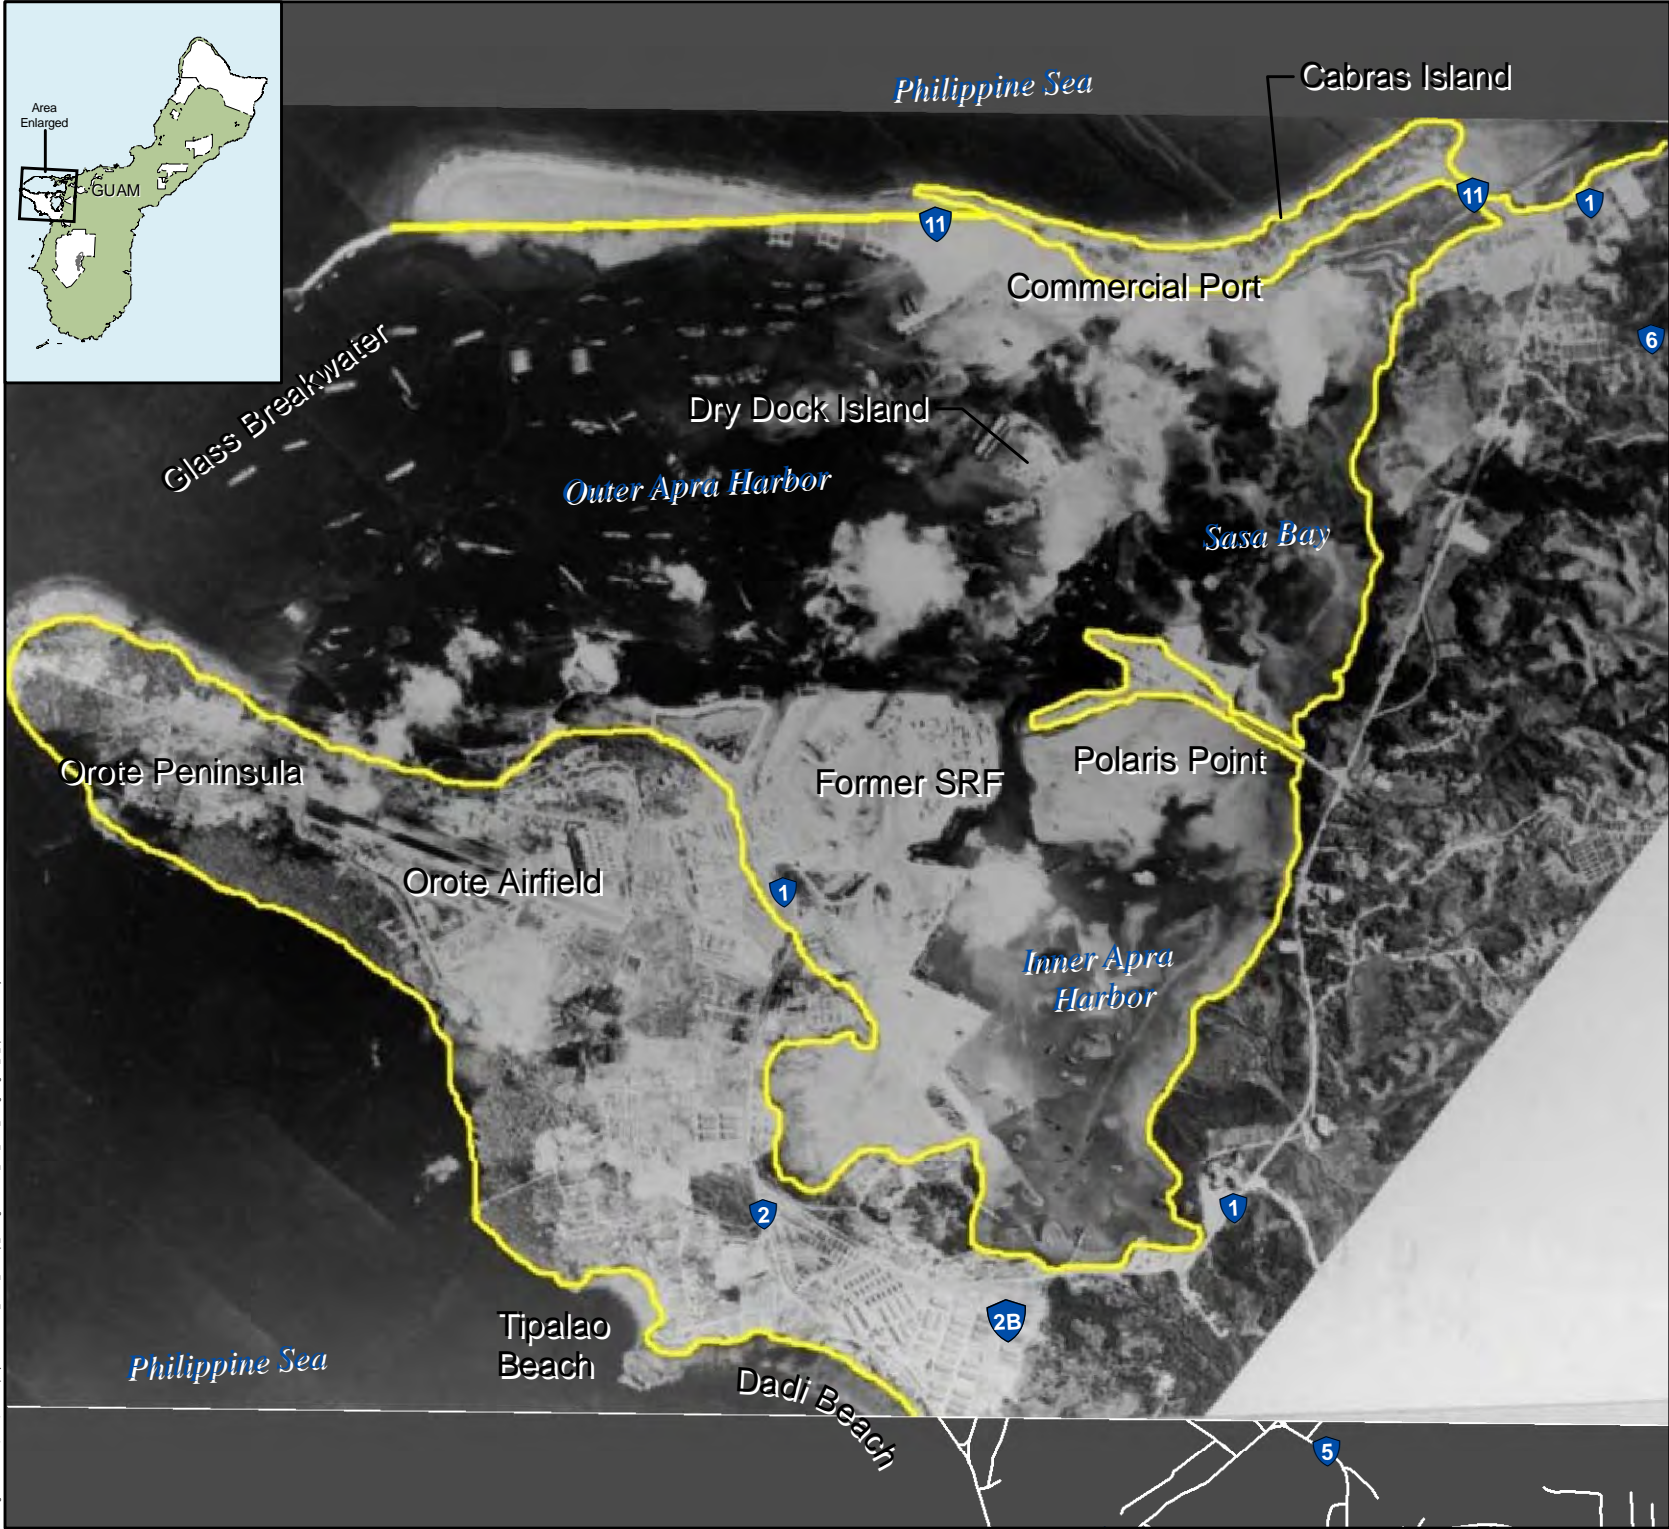 Area
Enlarged
GUAM
Philippine Sea
Cabras Island
11
11
1
Commercial Port
6
Glass Breakwater
Dry Dock Island
Outer Apra Harbor
Sasa Bay
Orote Peninsula
Former SRF
Polaris Point
Orote Airfield
1
Inner Apra
Harbor
2
1
2B
Tipalao
Beach
Philippine Sea
Dadi Beach
5